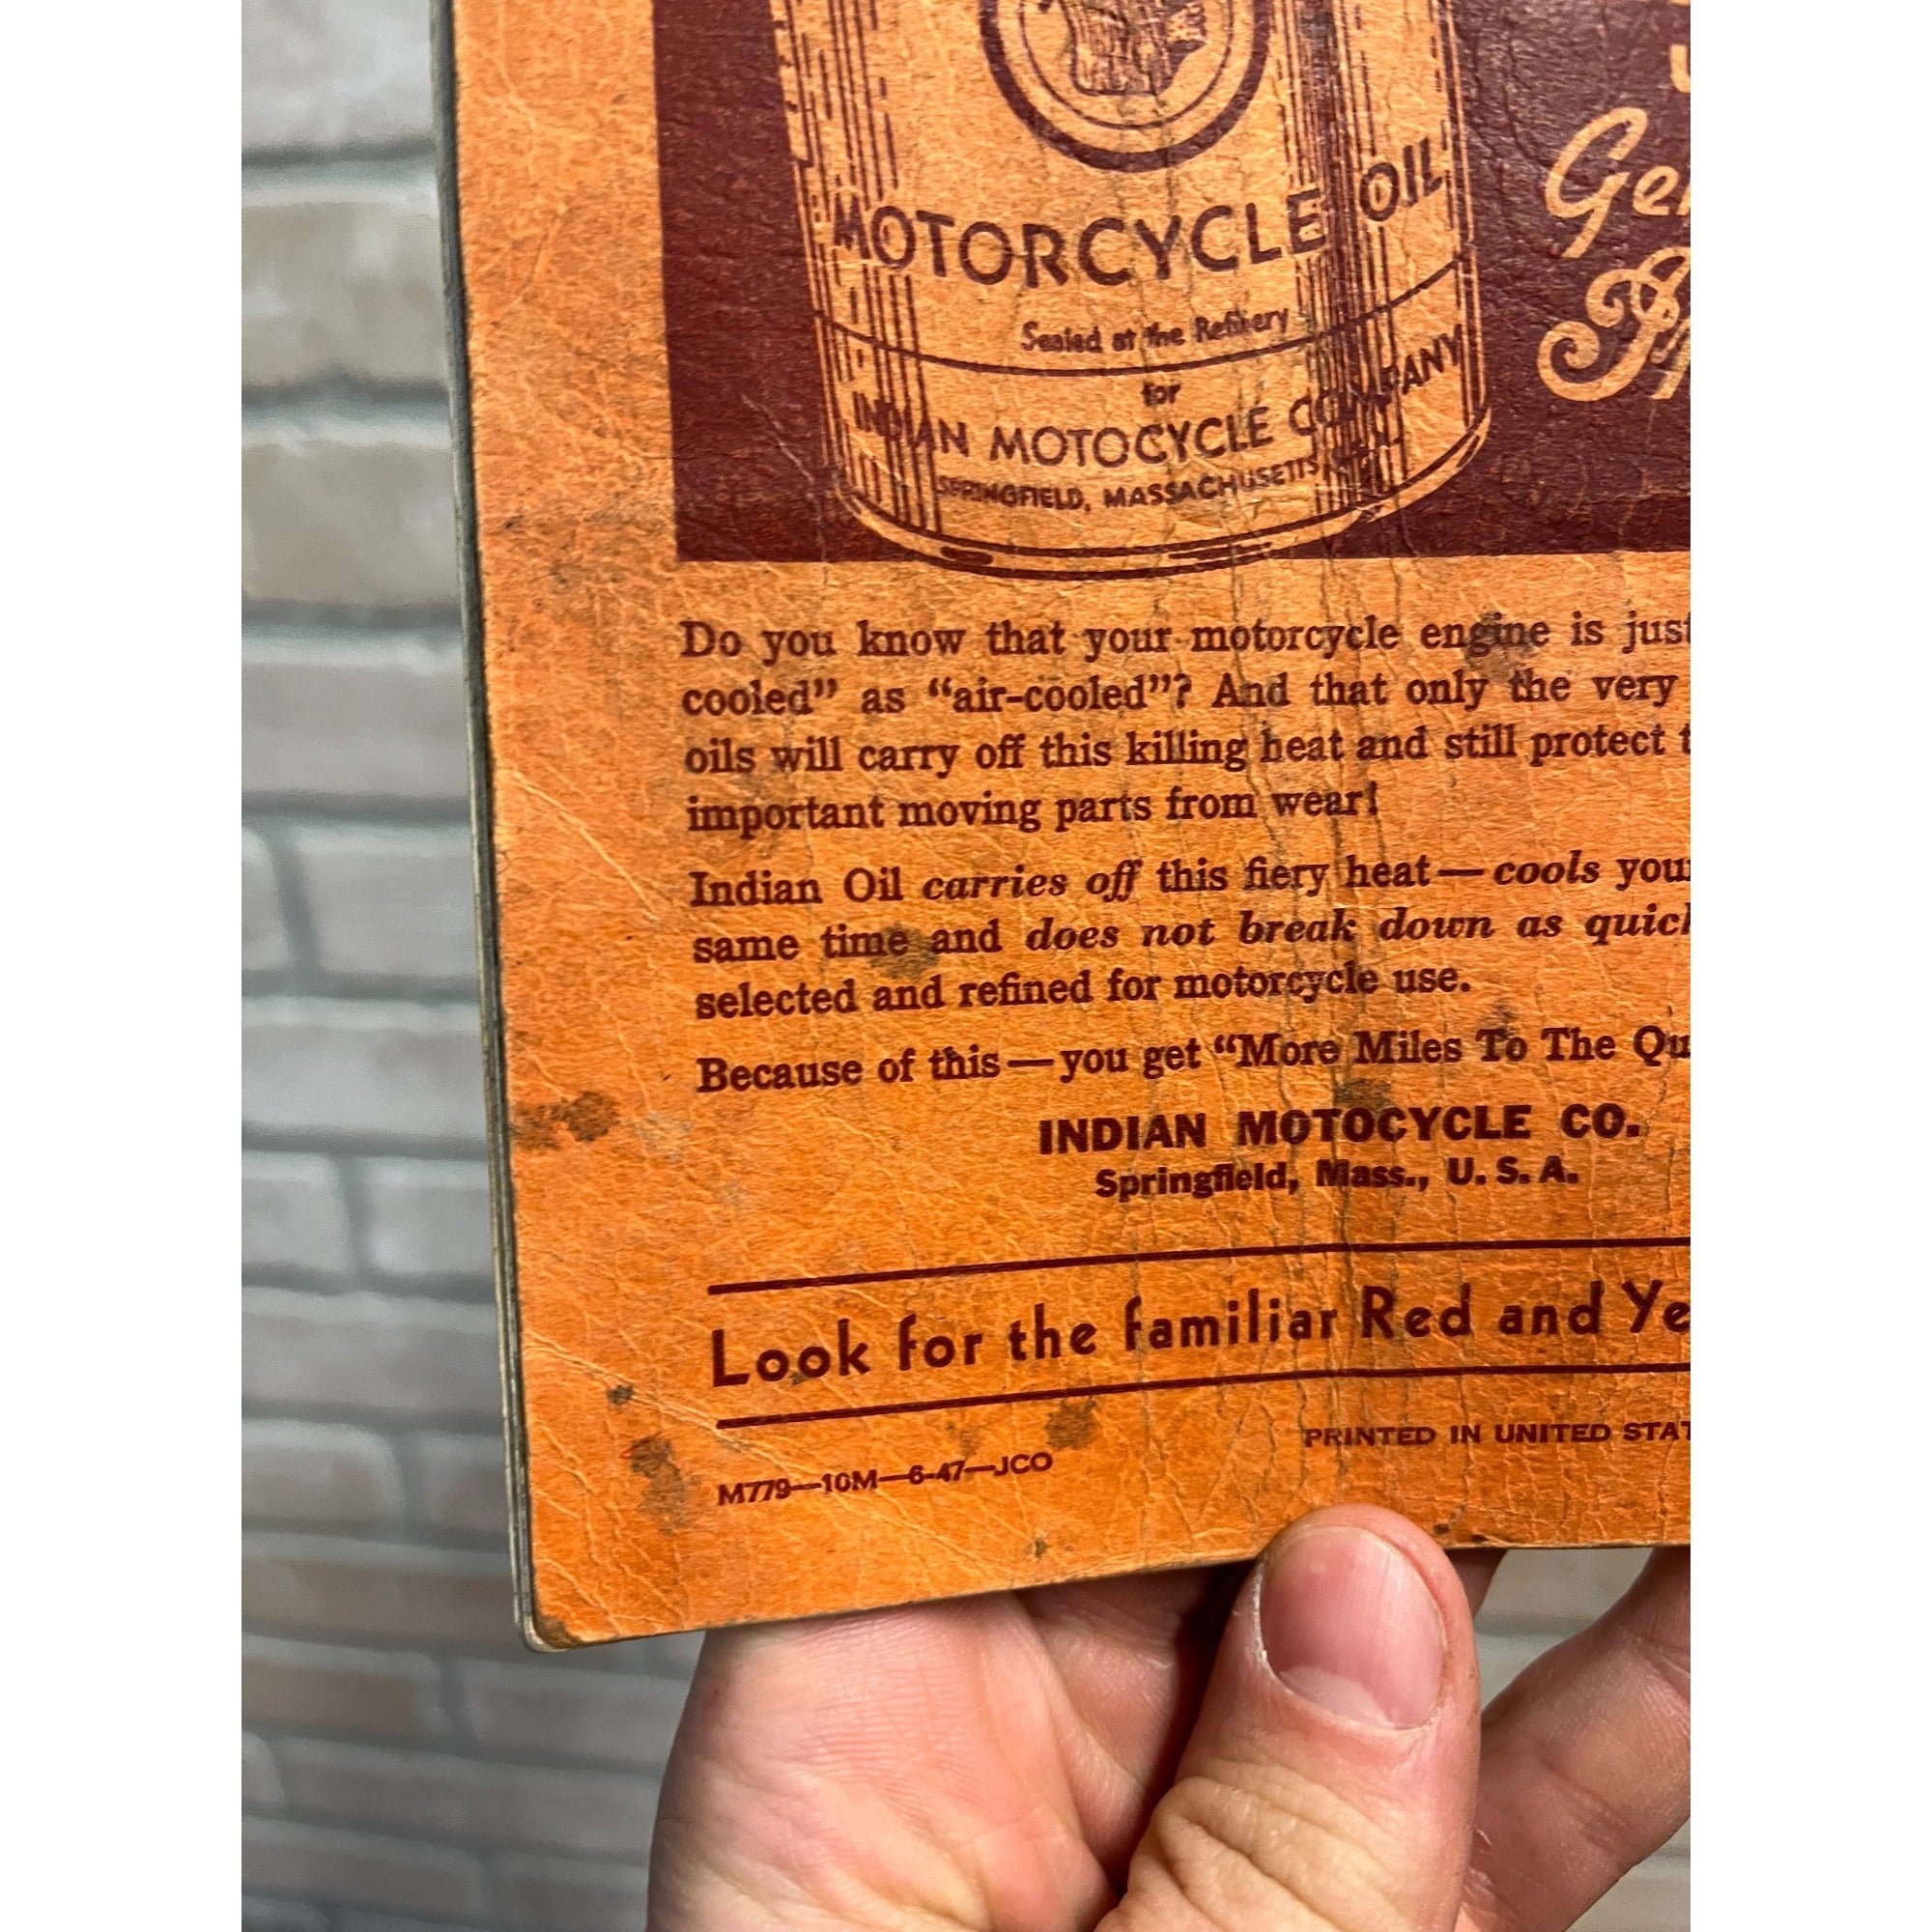 MOTORCYCLE OIL
Sealed at the Refinery
for
INDIAN MOTOCYCLE COMPANY
SPRINGFIELD, MASSACHUSETTS
Do you know that your motorcycle engine is just
cooled" as "air-cooled"? And that only the very
oils will carry off this killing heat and still protect
important moving parts from wear!
Indian Oil carries off this fiery heat—cools you
same time and does not break down as quic
selected and refined for motorcycle use.
Because of this—you get "More Miles To The Qu
INDIAN MOTOCYCLE CO.
Springfield, Mass., U. S. A.
Look for the familiar Red and Ye
PRINTED IN UNITED STAT
M779—10M—6-47—JCO